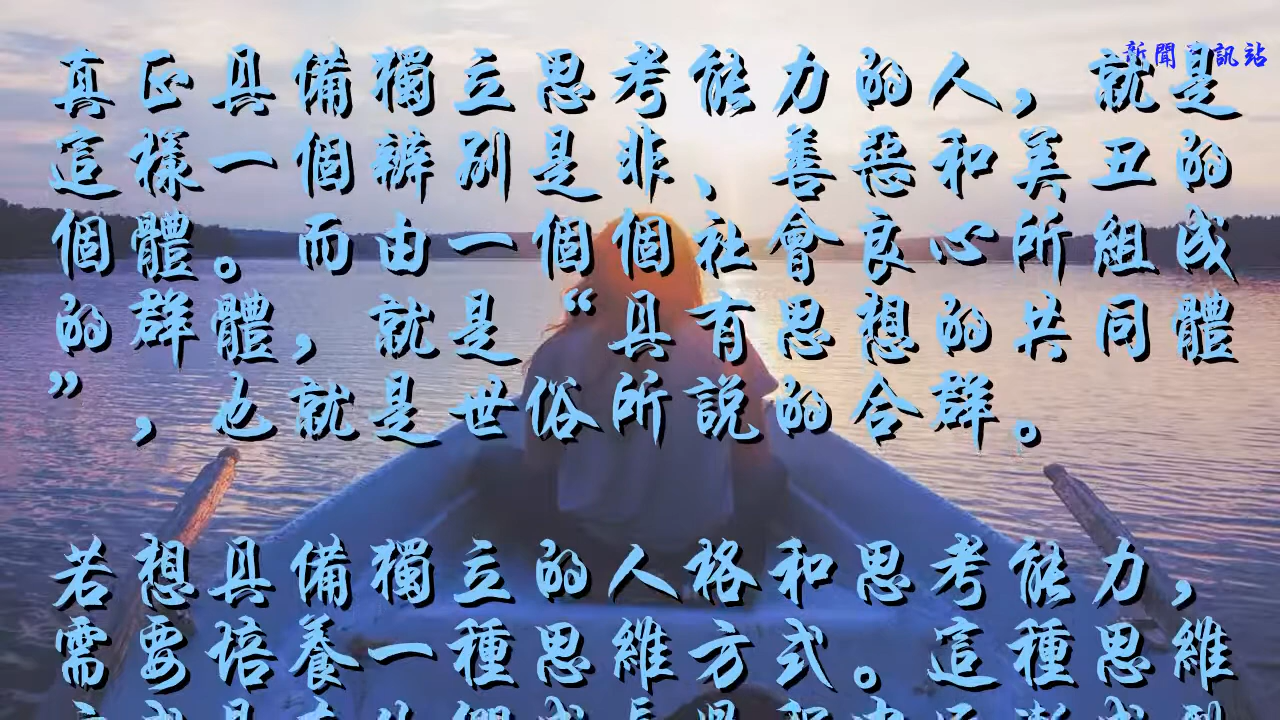 新聞 訊站
真正具備獨立思考能力的人，就是
這樣一個辨別是非、善惡和美丑的
個體。而由一個個社會良心所組成
的群體，就是“具有思想的共同體
”，也就是世俗所說的合群。
若想具備獨立的人格和思考能力，
需要培養一種思維方式。這種思維